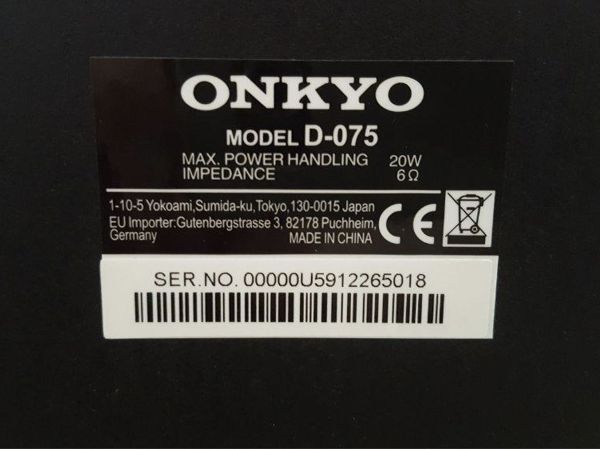 ONKYO
MODEL D-075
MAX. POWER HANDLING 20W
IMPEDANCE 6Ω
1-10-5 Yokoami,Sumida-ku,Tokyo,130-0015 Japan
EU Importer:Gutenbergstrasse 3, 82178 Puchheim,
Germany MADE IN CHINA
CE
SER.NO. 00000U5912265018